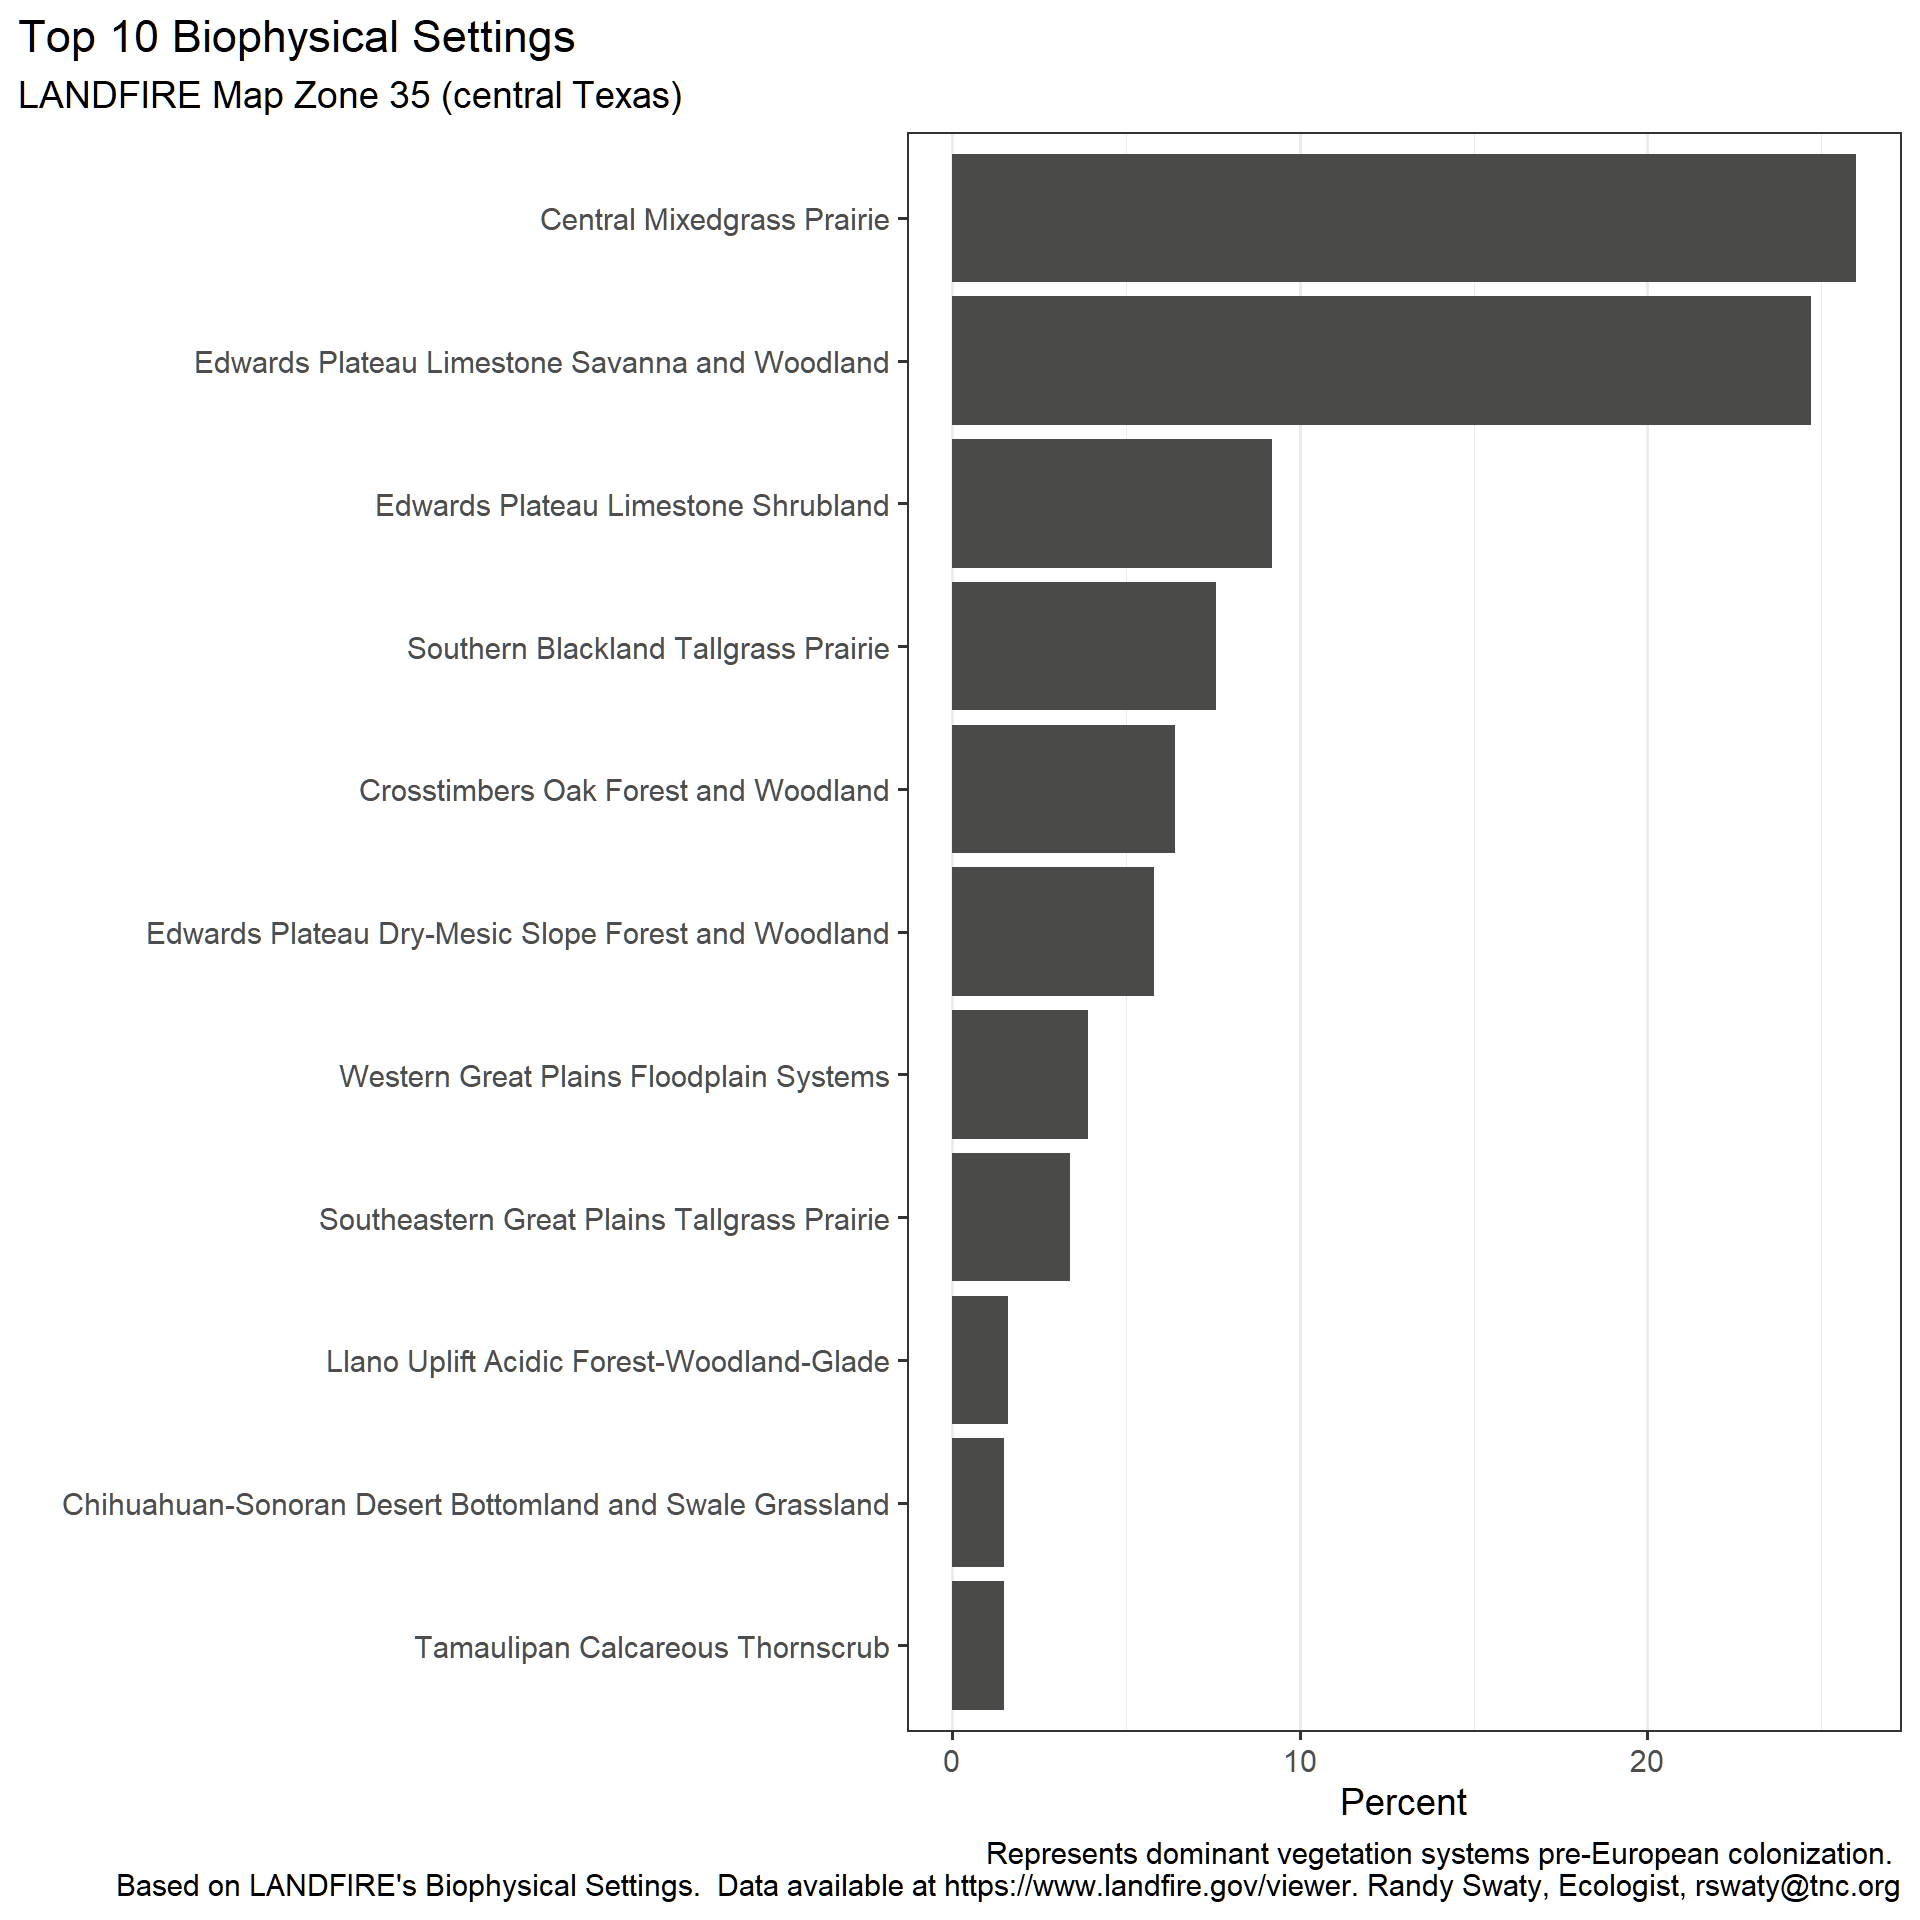 Top 10 Biophysical Settings
LANDFIRE Map Zone 35 (central Texas)
Central Mixedgrass Prairie
Edwards Plateau Limestone Savanna and Woodland
Edwards Plateau Limestone Shrubland
Southern Blackland Tallgrass Prairie
Crosstimbers Oak Forest and Woodland
Edwards Plateau Dry-Mesic Slope Forest and Woodland
Western Great Plains Floodplain Systems
Southeastern Great Plains Tallgrass Prairie
Llano Uplift Acidic Forest-Woodland-Glade
Chihuahuan-Sonoran Desert Bottomland and Swale Grassland
Tamaulipan Calcareous Thornscrub
0 10 20
Percent
Represents dominant vegetation systems pre-European colonization.
Based on LANDFIRE's Biophysical Settings.  Data available at https://www.landfire.gov/viewer. Randy Swaty, Ecologist, rswaty@tnc.org